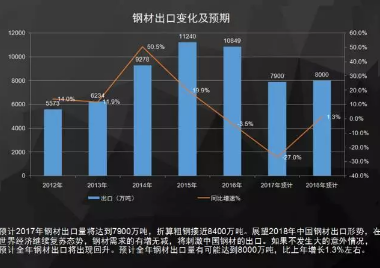 钢材出口变化及预期
12000
10000
8000
6000
4000
2000
0
60.0%
50.0%
40.0%
30.0%
20.0%
10.0%
0.0%
-10.0%
-20.0%
-30.0%
-40.0%
5573
6234
9278
11240
10849
7900
8000
14.0%
11.9%
50.5%
19.9%
-3.5%
-27.0%
1.3%
2012年
2013年
2014年
2015年
2016年
2017年预计
2018年预计
出口(万吨)
同比增速%
预计2017年钢材出口量将达到7900万吨,折算粗钢接近8400万吨。展望2018年中国钢材出口形势,在
世界经济继续复苏态势,钢材需求的有增无减,将刺激中国钢材的出口。如果不发生大的意外情况,
预计全年钢材出口将出现回升。预计全年钢材出口量有可能达到8000万吨,比上年增长1.3%左右。